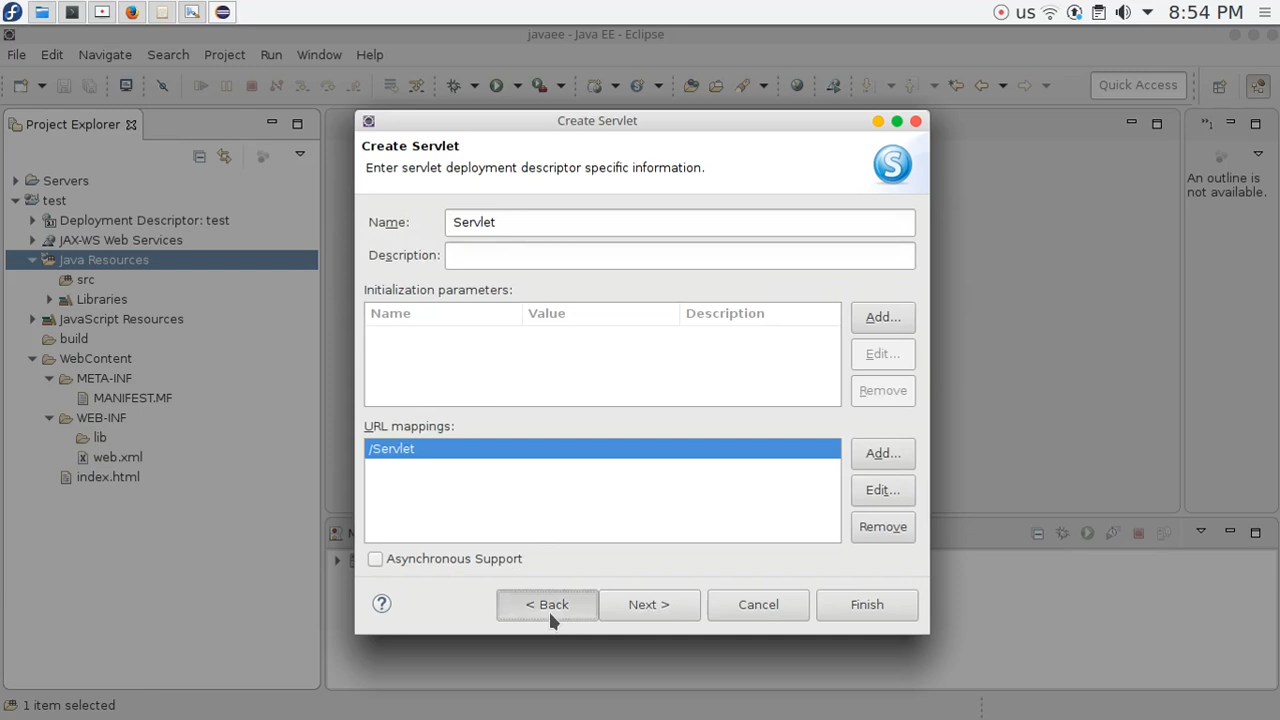 us
8:54 PM
javaee - Java EE - Eclipse
File Edit Navigate Search Project Run Window Help
Quick Access
Project Explorer
Servers
test
Deployment Descriptor: test
JAX-WS Web Services
Java Resources
src
Libraries
JavaScript Resources
build
WebContent
META-INF
MANIFEST.MF
WEB-INF
lib
web.xml
index.html
Create Servlet
Create Servlet
Enter servlet deployment descriptor specific information.
S
Name: Servlet
Description:
Initialization parameters:
Name Value Description
Add...
Edit...
Remove
URL mappings:
/Servlet
Add...
Edit...
Remove
Asynchronous Support
? < Back Next > Cancel Finish
1
An outline is
not available.
1 item selected